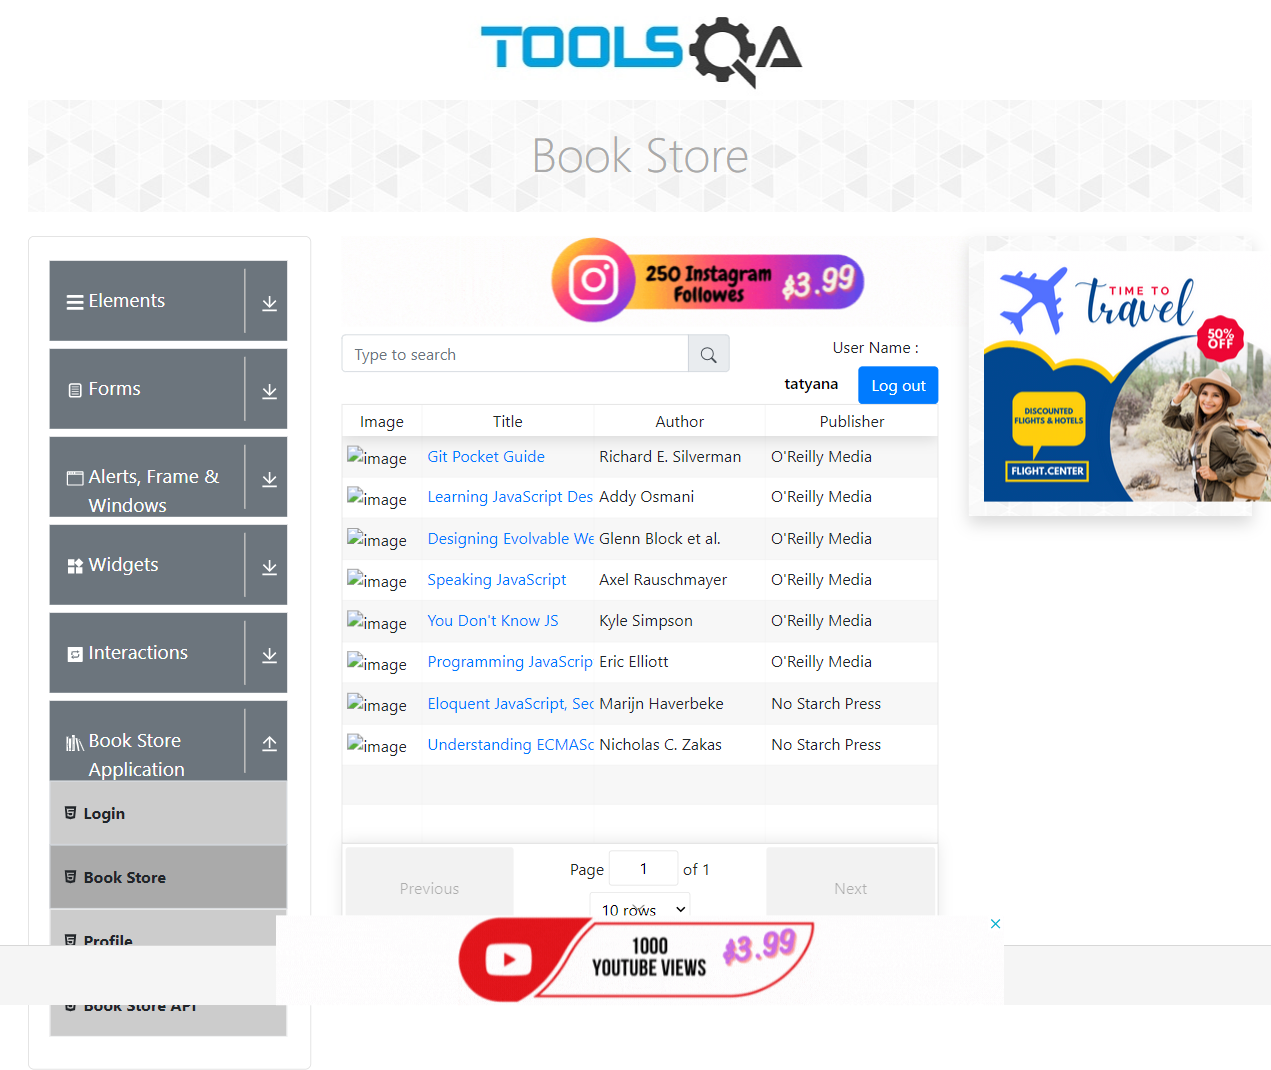 TOOLSQA
Book Store
Elements
Forms
Alerts, Frame &
Windows
Widgets
Interactions
Book Store
Application
Login
Book Store
Profile
Book Store API
250 Instagram
Followes
$3.99
Type to search
User Name :
tatyana
Log out
Image Title Author Publisher
image Git Pocket Guide Richard E. Silverman O'Reilly Media
image Learning JavaScript Des Addy Osmani O'Reilly Media
image Designing Evolvable We Glenn Block et al. O'Reilly Media
image Speaking JavaScript Axel Rauschmayer O'Reilly Media
image You Don't Know JS Kyle Simpson O'Reilly Media
image Programming JavaScrip Eric Elliott O'Reilly Media
image Eloquent JavaScript, Sec Marijn Haverbeke No Starch Press
image Understanding ECMASc Nicholas C. Zakas No Starch Press
Previous
Page 1 of 1
10 rows
Next
TIME TO
travel
50%
OFF
DISCOUNTED
FLIGHTS & HOTELS
FLIGHT.CENTER
1000
YOUTUBE VIEWS
$3.99